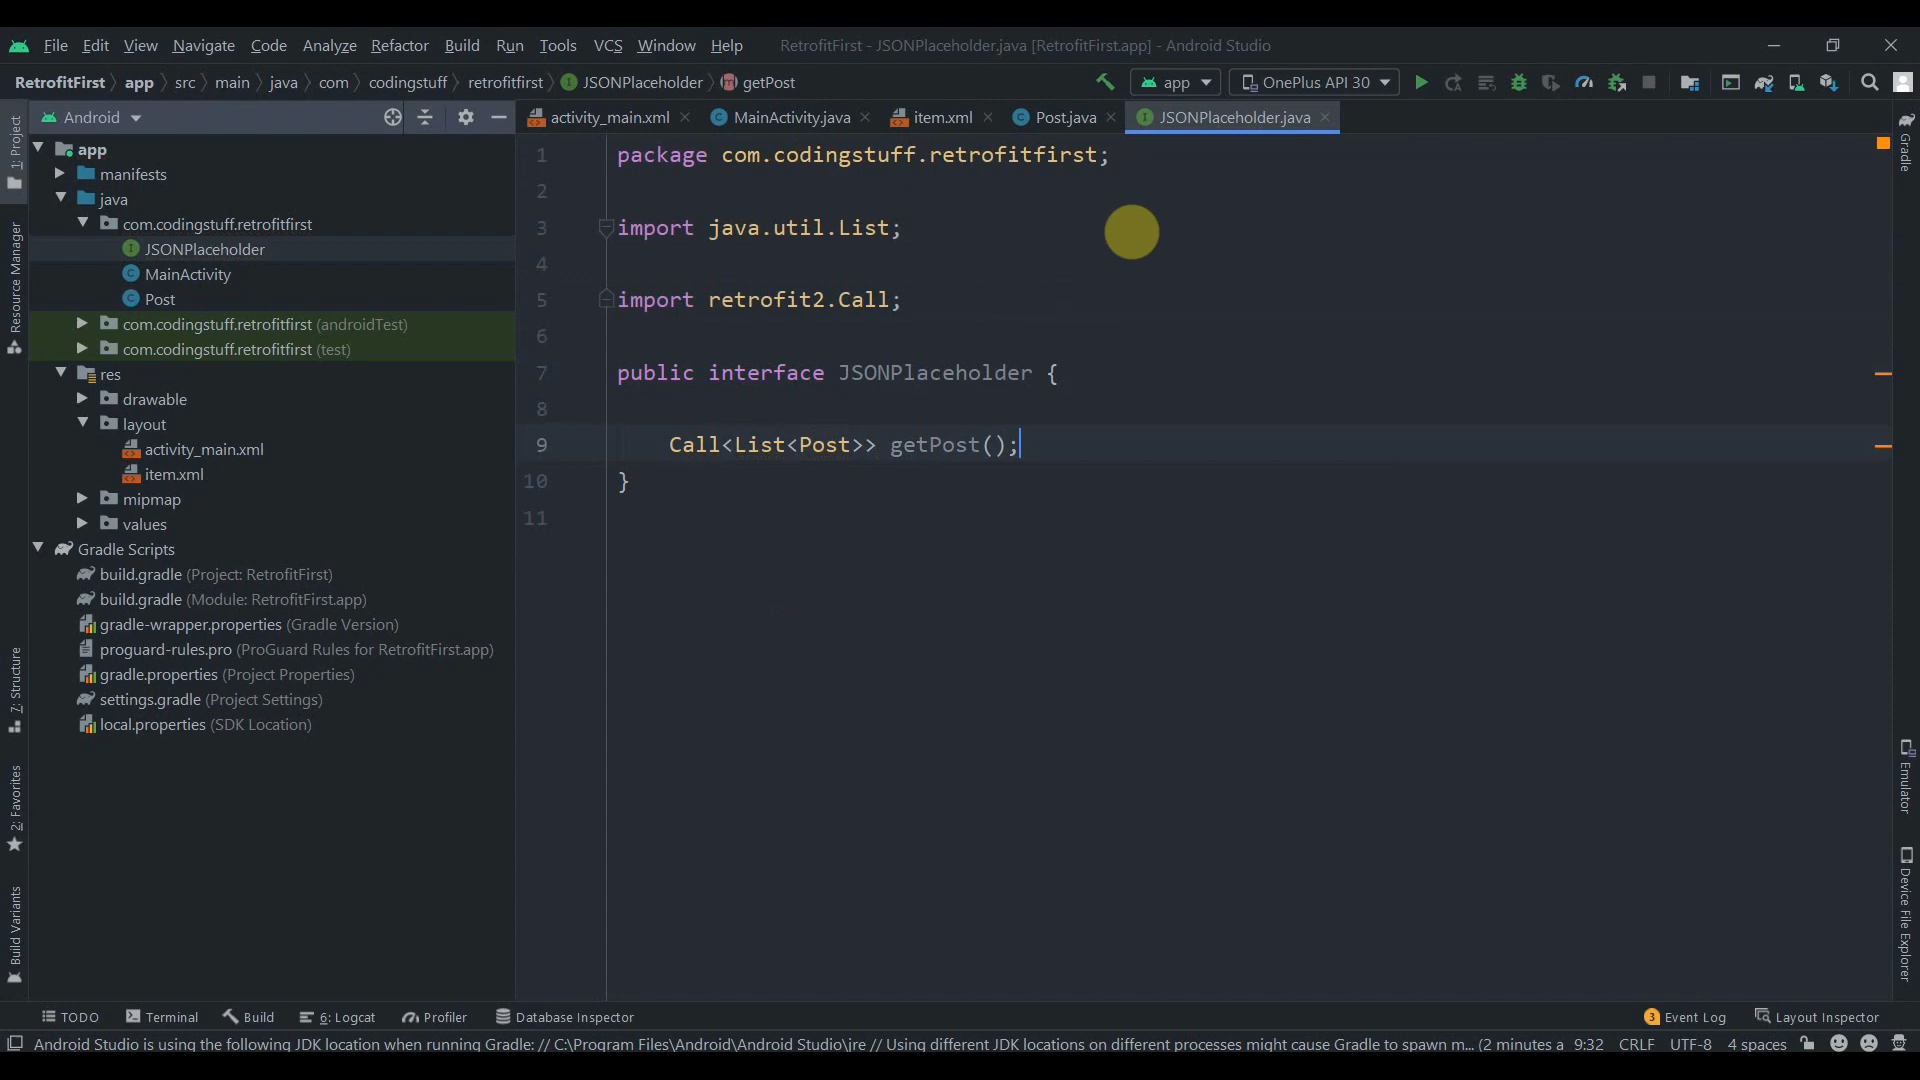 File Edit View Navigate Code Analyze Refactor Build Run Tools VCS Window Help RetrofitFirst - JSONPlaceholder.java [RetrofitFirst.app] - Android Studio
RetrofitFirst app src main java com codingstuff retrofitfirst JSONPlaceholder getPost app OnePlus API 30
Android
activity_main.xml MainActivity.java item.xml Post.java JSONPlaceholder.java
app
manifests
java
com.codingstuff.retrofitfirst
JSONPlaceholder
MainActivity
Post
com.codingstuff.retrofitfirst (androidTest)
com.codingstuff.retrofitfirst (test)
res
drawable
layout
activity_main.xml
item.xml
mipmap
values
Gradle Scripts
build.gradle (Project: RetrofitFirst)
build.gradle (Module: RetrofitFirst.app)
gradle-wrapper.properties (Gradle Version)
proguard-rules.pro (ProGuard Rules for RetrofitFirst.app)
gradle.properties (Project Properties)
settings.gradle (Project Settings)
local.properties (SDK Location)
1 package com.codingstuff.retrofitfirst;
2
3 import java.util.List;
4
5 import retrofit2.Call;
6
7 public interface JSONPlaceholder {
8
9 Call<List<Post>> getPost();
10 }
11
1: Project
Resource Manager
7: Structure
2: Favorites
Build Variants
Gradle
Emulator
Device File Explorer
TODO Terminal Build 6: Logcat Profiler Database Inspector 3 Event Log Layout Inspector
Android Studio is using the following JDK location when running Gradle: // C:\Program Files\Android\Android Studio\jre // Using different JDK locations on different processes might cause Gradle to spawn m... (2 minutes a 9:32 CRLF UTF-8 4 spaces